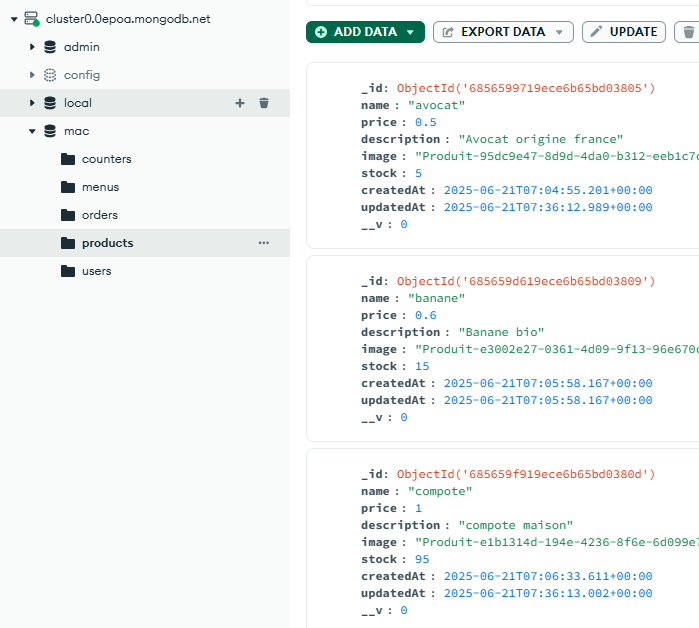 cluster0.0epoa.mongodb.net
admin
config
local
mac
counters
menus
orders
products
users
ADD DATA EXPORT DATA UPDATE
_id: ObjectId('6856599719ece6b65bd03805')
name : "avocat"
price : 0.5
description : "Avocat origine france"
image : "Produit-95dc9e47-8d9d-4da0-b312-eeb1c7c
stock : 5
createdAt : 2025-06-21T07:04:55.201+00:00
updatedAt : 2025-06-21T07:36:12.989+00:00
__v : 0
_id: ObjectId('685659d619ece6b65bd03809')
name : "banane"
price : 0.6
description : "Banane bio"
image : "Produit-e3002e27-0361-4d09-9f13-96e670c
stock : 15
createdAt : 2025-06-21T07:05:58.167+00:00
updatedAt : 2025-06-21T07:05:58.167+00:00
__v : 0
_id: ObjectId('685659f919ece6b65bd0380d')
name : "compote"
price : 1
description : "compote maison"
image : "Produit-e1b1314d-194e-4236-8f6e-6d099e7
stock : 95
createdAt : 2025-06-21T07:06:33.611+00:00
updatedAt : 2025-06-21T07:36:13.002+00:00
__v : 0